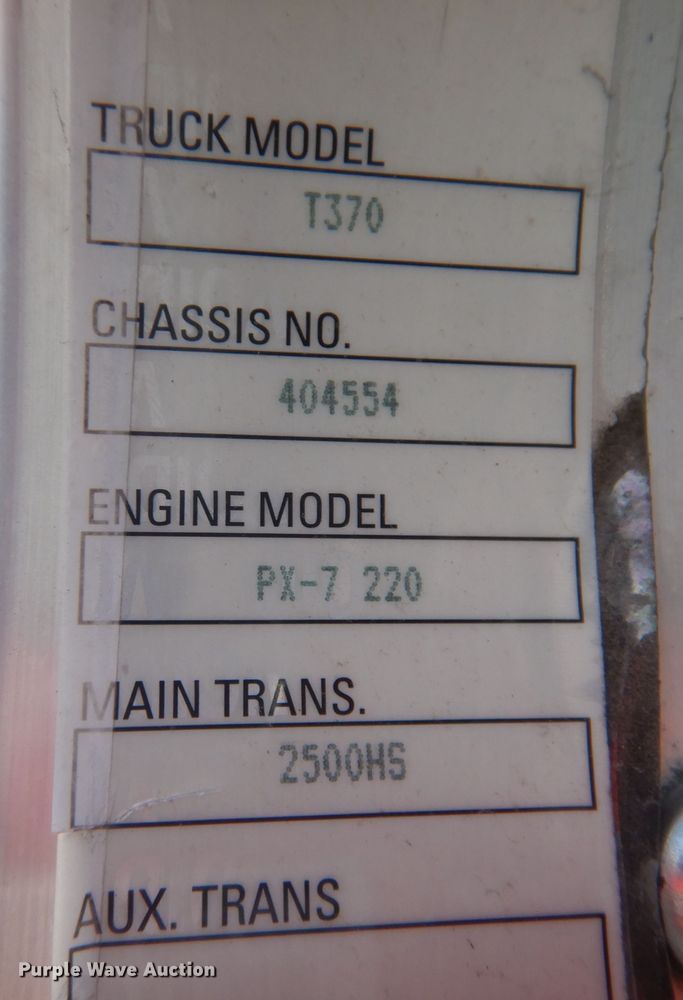 TRUCK MODEL
T370
CHASSIS NO.
404554
ENGINE MODEL
PX-7 220
MAIN TRANS.
2500HS
AUX. TRANS
Purple Wave Auction